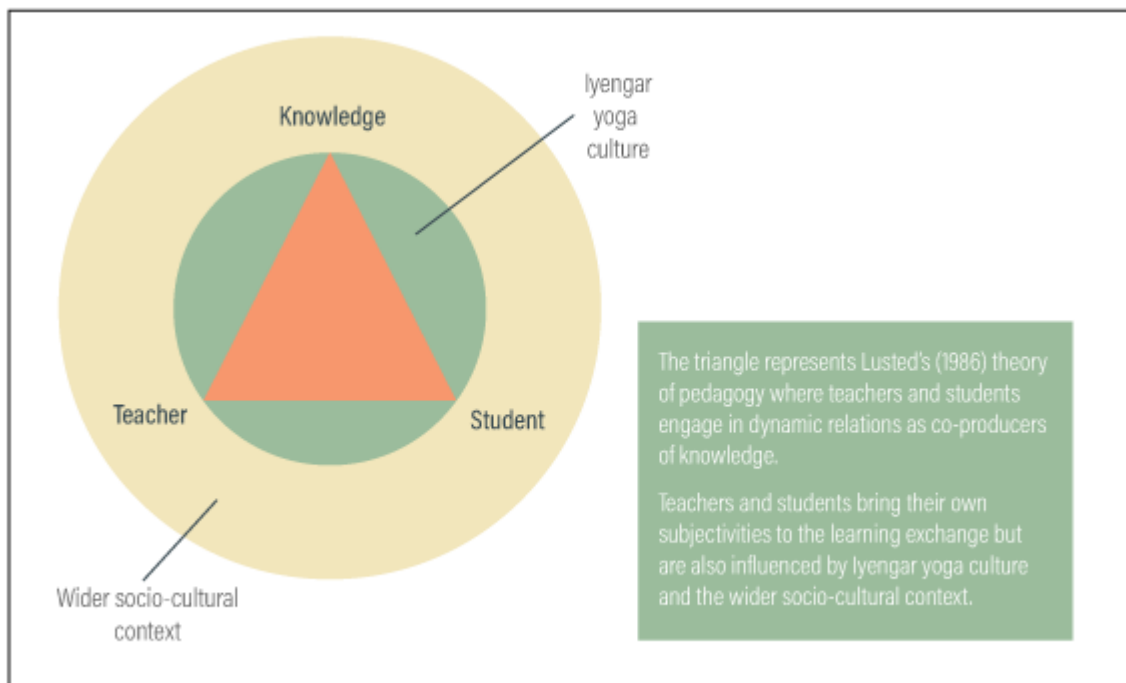 Knowledge
Iyengar
yoga
culture
Teacher
Student
Wider socio-cultural
context
The triangle represents Lusted's (1986) theory
of pedagogy where teachers and students
engage in dynamic relations as co-producers
of knowledge.
Teachers and students bring their own
subjectivities to the learning exchange but
are also influenced by Iyengar yoga culture
and the wider socio-cultural context.